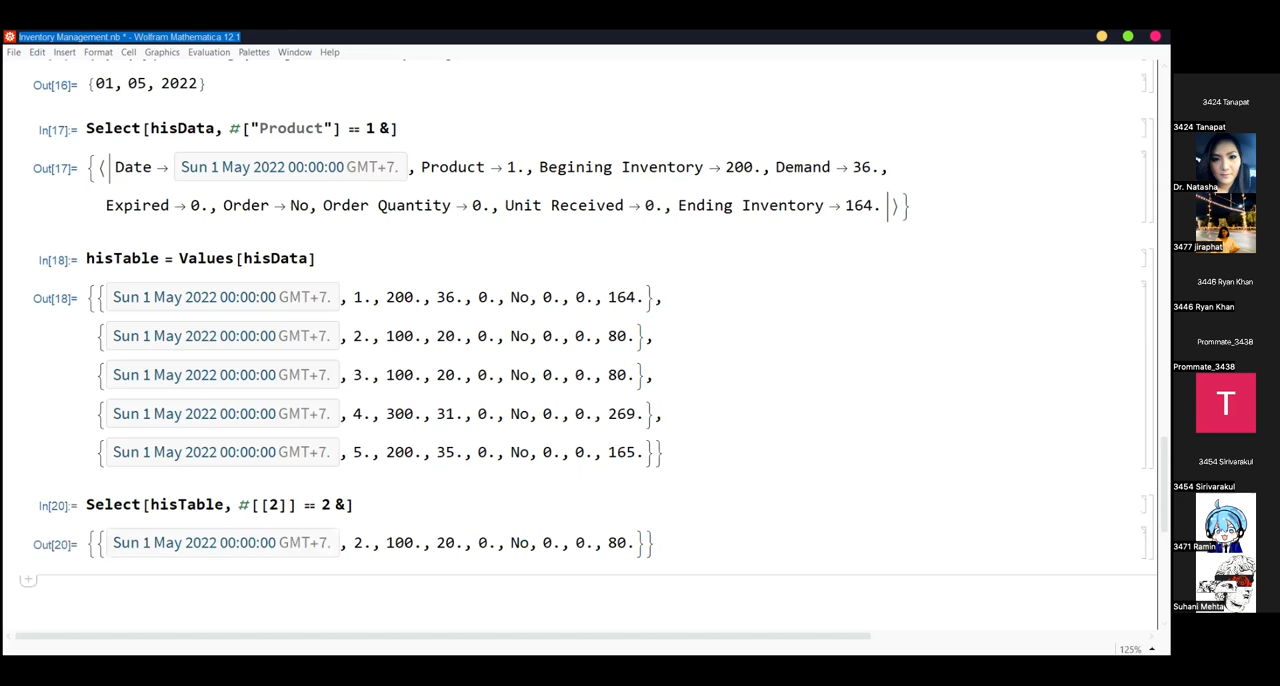 Inventory Management.nb * - Wolfram Mathematica 12.1
File Edit Insert Format Cell Graphics Evaluation Palettes Window Help
Out[16]= {01, 05, 2022}
In[17]:= Select[hisData, #["Product"] == 1 &]
Out[17]= {<|Date → Sun 1 May 2022 00:00:00 GMT+7. , Product → 1., Begining Inventory → 200., Demand → 36.,
Expired → 0., Order → No, Order Quantity → 0., Unit Received → 0., Ending Inventory → 164.|>}
In[18]:= hisTable = Values[hisData]
Out[18]= {{ Sun 1 May 2022 00:00:00 GMT+7. , 1., 200., 36., 0., No, 0., 0., 164.},
{ Sun 1 May 2022 00:00:00 GMT+7. , 2., 100., 20., 0., No, 0., 0., 80.},
{ Sun 1 May 2022 00:00:00 GMT+7. , 3., 100., 20., 0., No, 0., 0., 80.},
{ Sun 1 May 2022 00:00:00 GMT+7. , 4., 300., 31., 0., No, 0., 0., 269.},
{ Sun 1 May 2022 00:00:00 GMT+7. , 5., 200., 35., 0., No, 0., 0., 165.}}
In[20]:= Select[hisTable, #[[2]] == 2 &]
Out[20]= {{ Sun 1 May 2022 00:00:00 GMT+7. , 2., 100., 20., 0., No, 0., 0., 80.}}
125%
3424 Tanapat
3424 Tanapat
Dr. Natasha
3477 jiraphat
3446 Ryan Khan
3446 Ryan Khan
Prommate_3438
Prommate_3438
T
3454 Sirivarakul
3454 Sirivarakul
3471 Ramin
Suhani Mehta